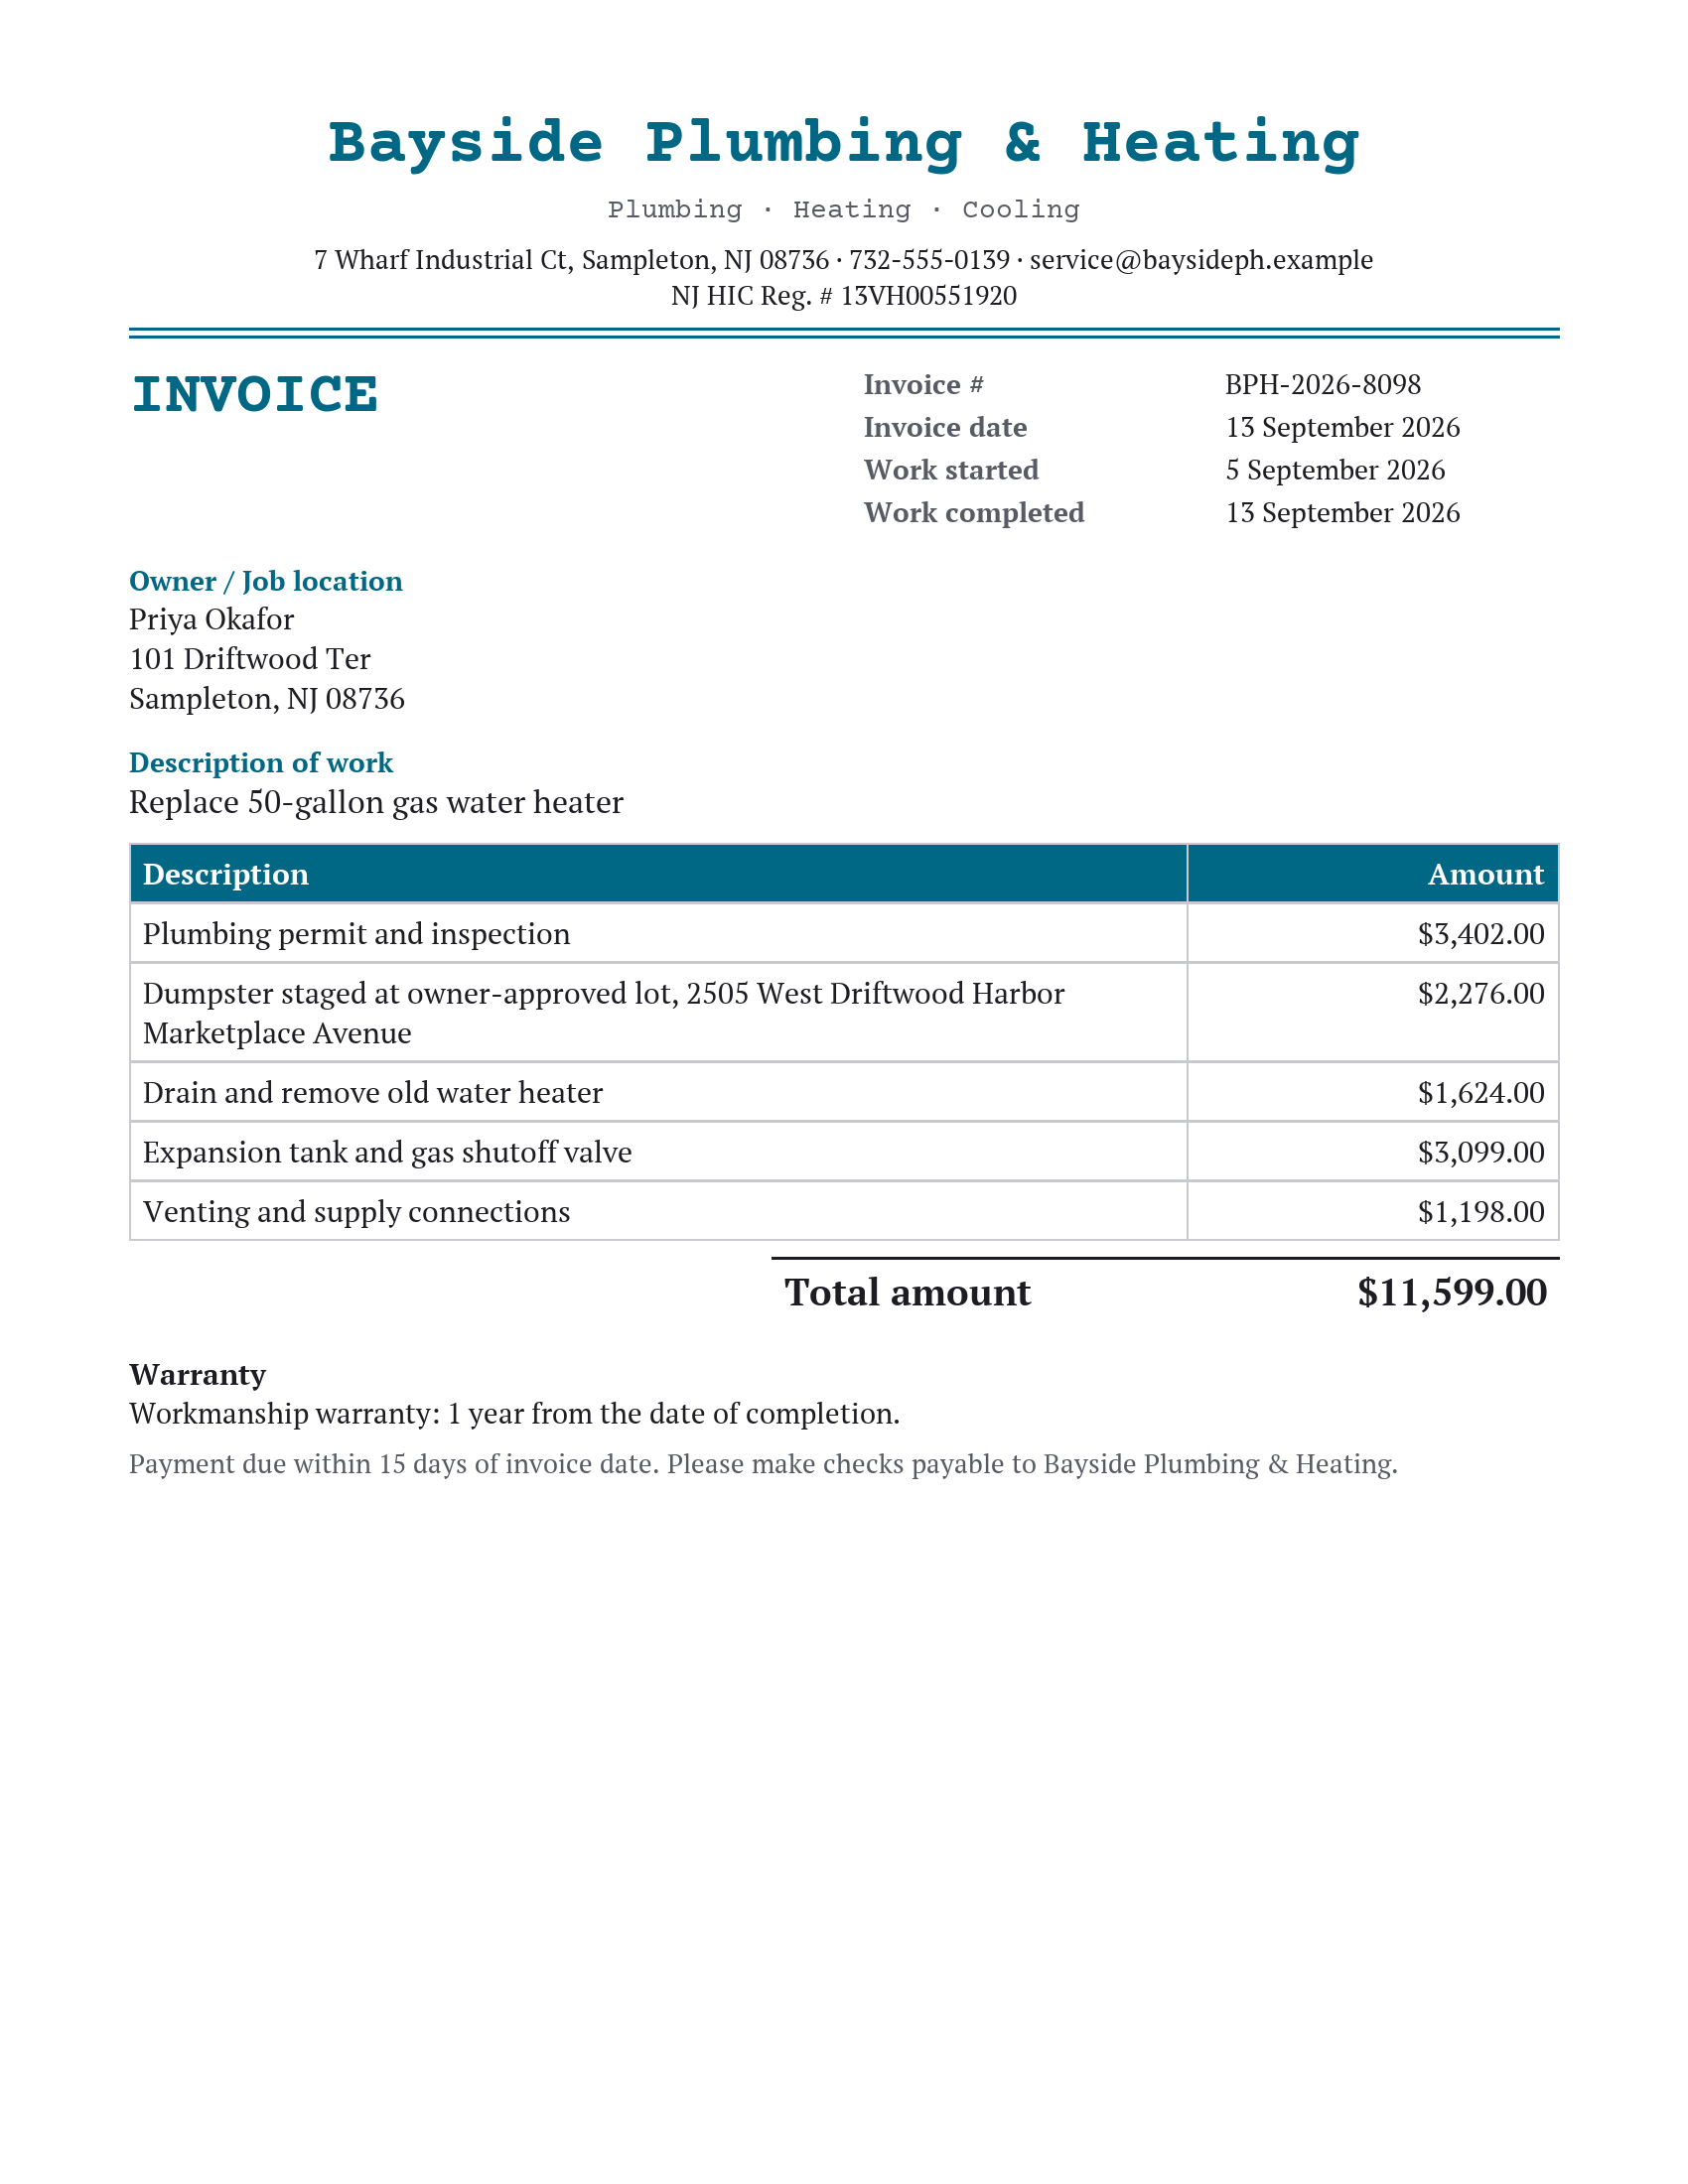 Bayside Plumbing & Heating
Plumbing · Heating · Cooling
7 Wharf Industrial Ct, Sampleton, NJ 08736 · 732-555-0139 · service@baysideph.example
NJ HIC Reg. # 13VH00551920
INVOICE
Invoice # BPH-2026-8098
Invoice date 13 September 2026
Work started 5 September 2026
Work completed 13 September 2026
Owner / Job location
Priya Okafor
101 Driftwood Ter
Sampleton, NJ 08736
Description of work
Replace 50-gallon gas water heater
Description Amount
Plumbing permit and inspection $3,402.00
Dumpster staged at owner-approved lot, 2505 West Driftwood Harbor $2,276.00
Marketplace Avenue
Drain and remove old water heater $1,624.00
Expansion tank and gas shutoff valve $3,099.00
Venting and supply connections $1,198.00
Total amount $11,599.00
Warranty
Workmanship warranty: 1 year from the date of completion.
Payment due within 15 days of invoice date. Please make checks payable to Bayside Plumbing & Heating.